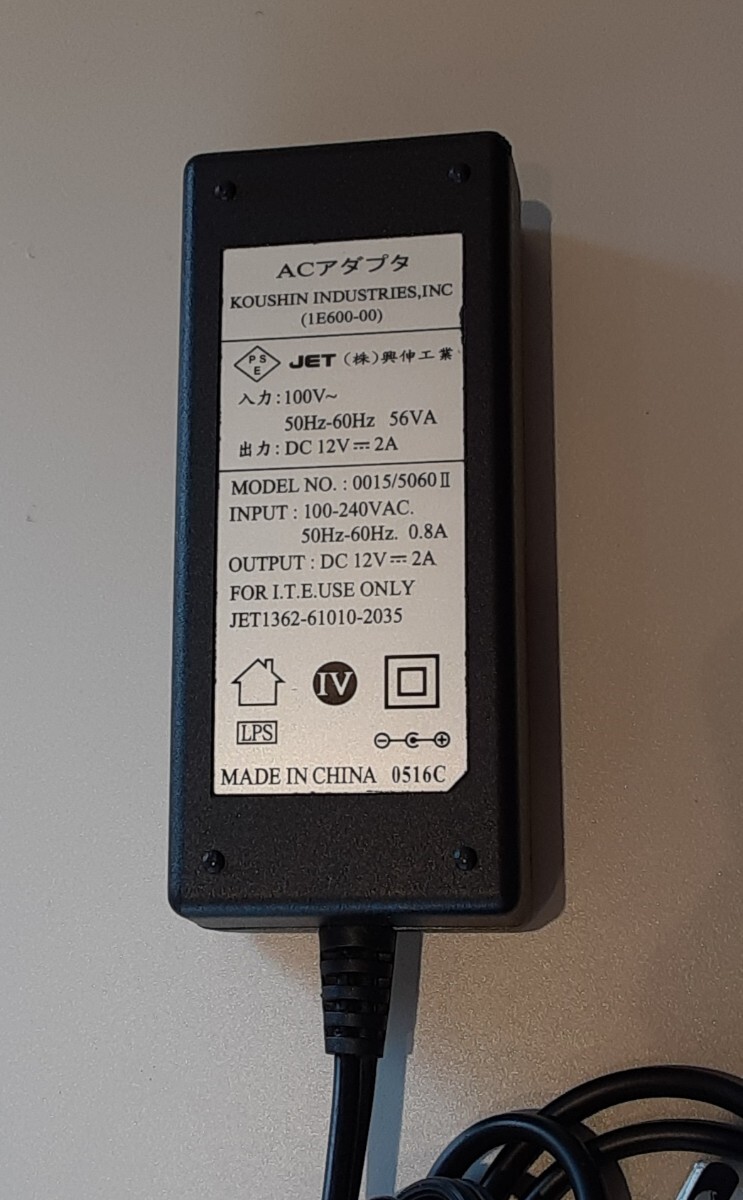 ACアダプタ
KOUSHIN INDUSTRIES,INC
(1E600-00)
PSE JET (株)興伸工業
入力:100V~
50Hz-60Hz 56VA
出力:DC 12V⎓2A
MODEL NO. : 0015/5060Ⅱ
INPUT : 100-240VAC.
50Hz-60Hz. 0.8A
OUTPUT : DC 12V⎓2A
FOR I.T.E.USE ONLY
JET1362-61010-2035
IV
LPS
MADE IN CHINA 0516C